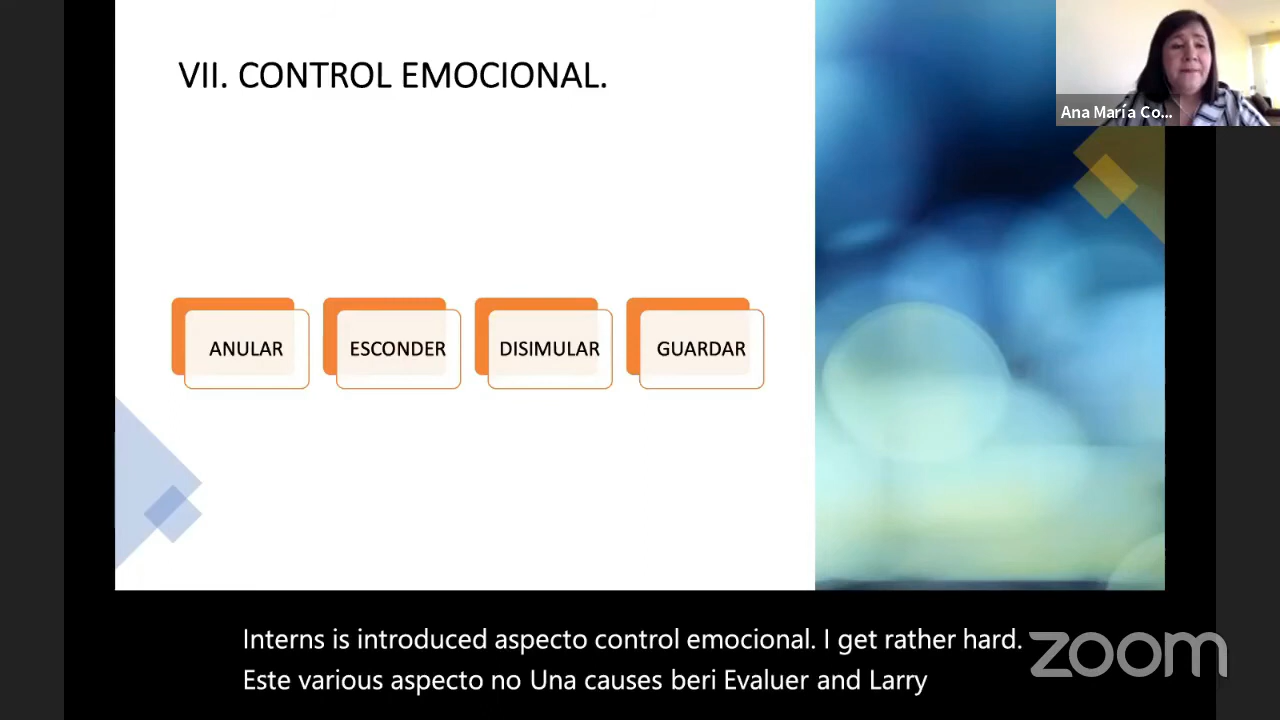 VII. CONTROL EMOCIONAL.
Ana María Co...
ANULAR
ESCONDER
DISIMULAR
GUARDAR
Interns is introduced aspecto control emocional. I get rather hard.
Este various aspecto no Una causes beri Evaluer and Larry
zoom